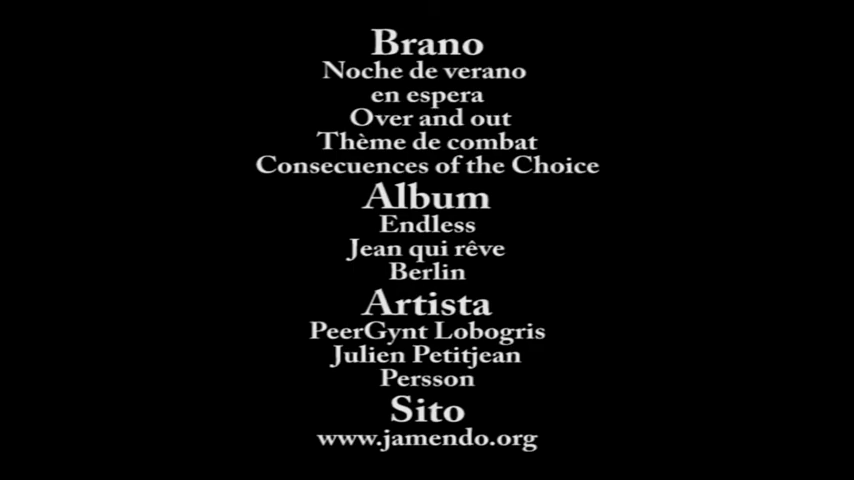 Brano
Noche de verano
en espera
Over and out
Thème de combat
Consecuences of the Choice
Album
Endless
Jean qui rêve
Berlin
Artista
PeerGynt Lobogris
Julien Petitjean
Persson
Sito
www.jamendo.org